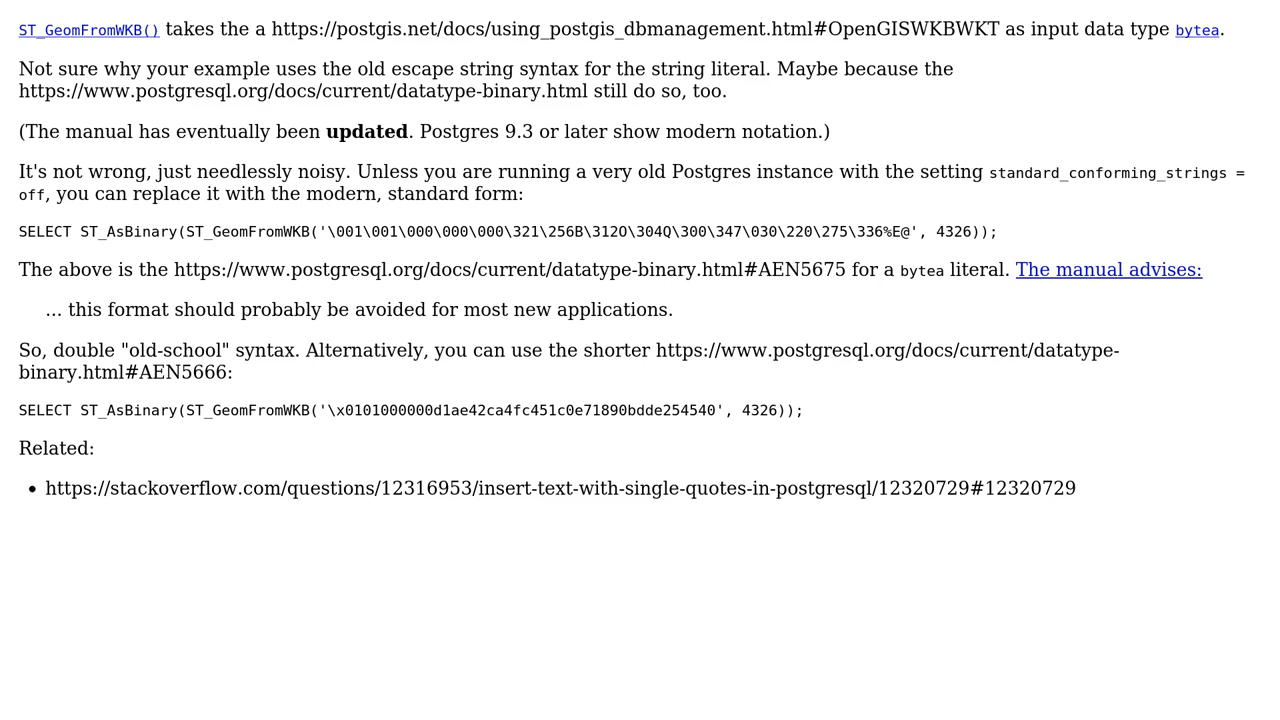 ST_GeomFromWKB() takes the a https://postgis.net/docs/using_postgis_dbmanagement.html#OpenGISWKBWKT as input data type bytea.
Not sure why your example uses the old escape string syntax for the string literal. Maybe because the
https://www.postgresql.org/docs/current/datatype-binary.html still do so, too.
(The manual has eventually been updated. Postgres 9.3 or later show modern notation.)
It's not wrong, just needlessly noisy. Unless you are running a very old Postgres instance with the setting standard_conforming_strings =
off, you can replace it with the modern, standard form:
SELECT ST_AsBinary(ST_GeomFromWKB('\001\001\000\000\000\321\256B\312O\304Q\300\347\030\220\275\336%E@', 4326));
The above is the https://www.postgresql.org/docs/current/datatype-binary.html#AEN5675 for a bytea literal. The manual advises:
... this format should probably be avoided for most new applications.
So, double "old-school" syntax. Alternatively, you can use the shorter https://www.postgresql.org/docs/current/datatype-
binary.html#AEN5666:
SELECT ST_AsBinary(ST_GeomFromWKB('\x0101000000d1ae42ca4fc451c0e71890bdde254540', 4326));
Related:
• https://stackoverflow.com/questions/12316953/insert-text-with-single-quotes-in-postgresql/12320729#12320729